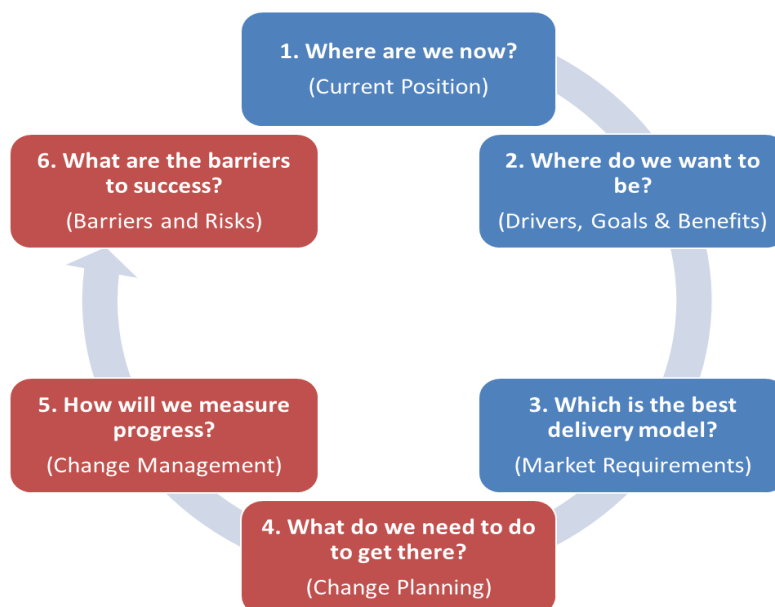 1. Where are we now?
(Current Position)
2. Where do we want to
be?
(Drivers, Goals & Benefits)
3. Which is the best
delivery model?
(Market Requirements)
4. What do we need to do
to get there?
(Change Planning)
5. How will we measure
progress?
(Change Management)
6. What are the barriers
to success?
(Barriers and Risks)